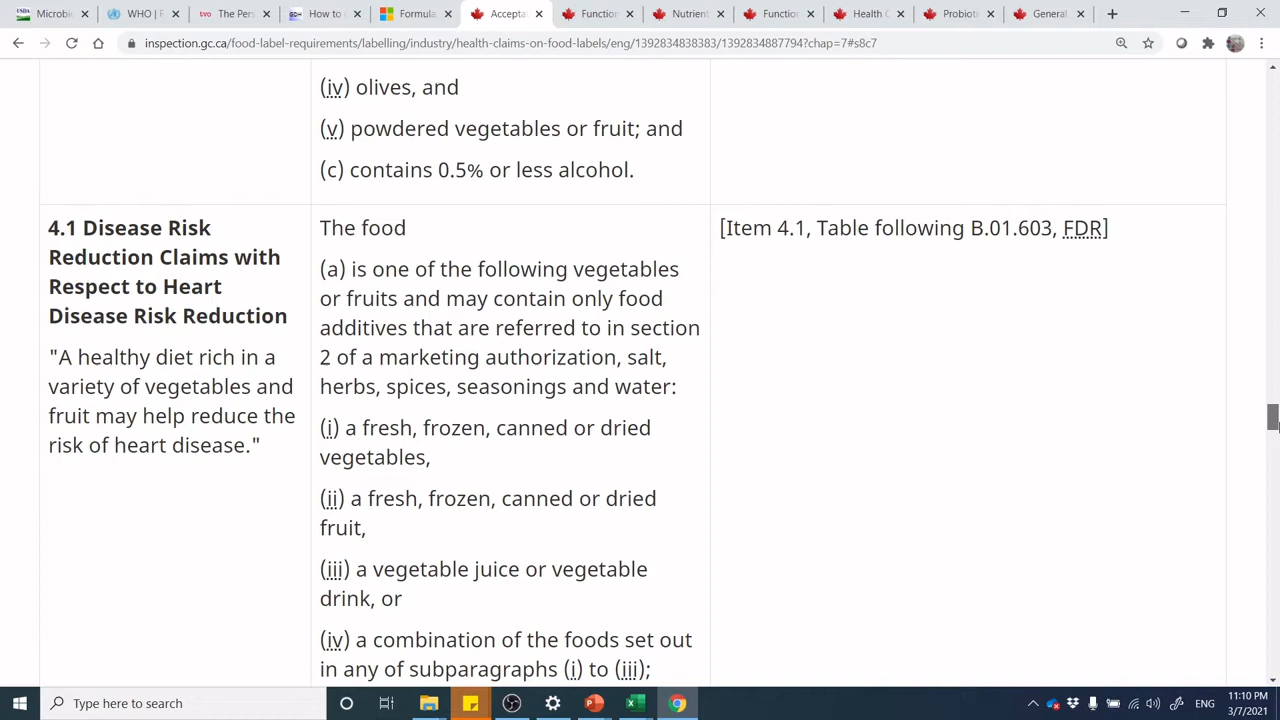 Microbi
WHO | F
tvo The Pers
How to c
Formula
Accepta
Function
Nutrient
Function
Health C
Probiot
General
inspection.gc.ca/food-label-requirements/labelling/industry/health-claims-on-food-labels/eng/1392834838383/1392834887794?chap=7#s8c7
(iv) olives, and
(v) powdered vegetables or fruit; and
(c) contains 0.5% or less alcohol.
4.1 Disease Risk
Reduction Claims with
Respect to Heart
Disease Risk Reduction
"A healthy diet rich in a
variety of vegetables and
fruit may help reduce the
risk of heart disease."
The food
(a) is one of the following vegetables
or fruits and may contain only food
additives that are referred to in section
2 of a marketing authorization, salt,
herbs, spices, seasonings and water:
(i) a fresh, frozen, canned or dried
vegetables,
(ii) a fresh, frozen, canned or dried
fruit,
(iii) a vegetable juice or vegetable
drink, or
(iv) a combination of the foods set out
in any of subparagraphs (i) to (iii);
[Item 4.1, Table following B.01.603, FDR]
Type here to search
ENG
11:10 PM
3/7/2021